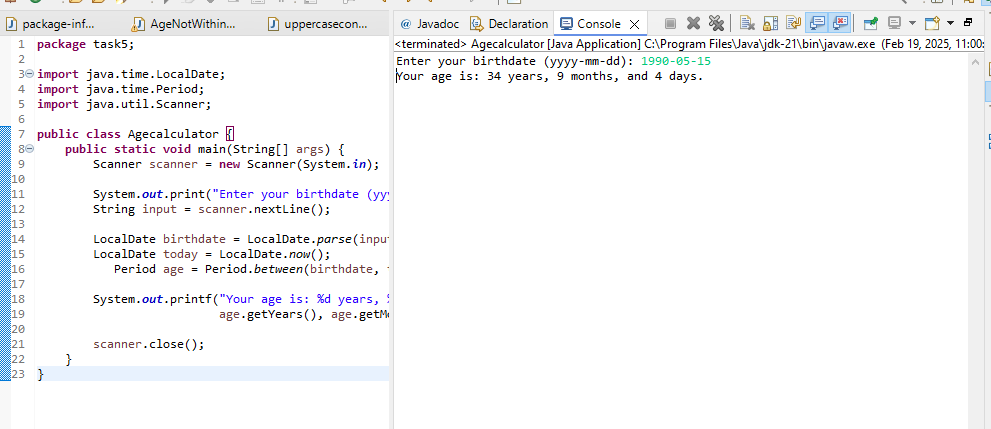 package-inf...
AgeNotWithin...
uppercasecon...
1 package task5;
2
3 import java.time.LocalDate;
4 import java.time.Period;
5 import java.util.Scanner;
6
7 public class Agecalculator {
8 public static void main(String[] args) {
9 Scanner scanner = new Scanner(System.in);
10
11 System.out.print("Enter your birthdate (yyy
12 String input = scanner.nextLine();
13
14 LocalDate birthdate = LocalDate.parse(inpu
15 LocalDate today = LocalDate.now();
16 Period age = Period.between(birthdate,
17
18 System.out.printf("Your age is: %d years, %
19 age.getYears(), age.getMo
20
21 scanner.close();
22 }
23 }
@ Javadoc
Declaration
Console
<terminated> Agecalculator [Java Application] C:\Program Files\Java\jdk-21\bin\javaw.exe (Feb 19, 2025, 11:00:
Enter your birthdate (yyyy-mm-dd): 1990-05-15
Your age is: 34 years, 9 months, and 4 days.